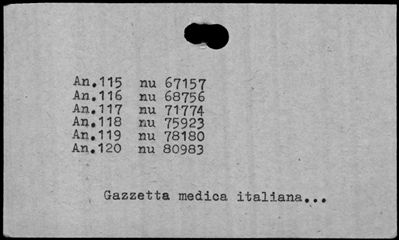 An.115 nu 67157
An.116 nu 68756
An.117 nu 71774
An.118 nu 75923
An.119 nu 78180
An.120 nu 80983
Gazzetta medica italiana...